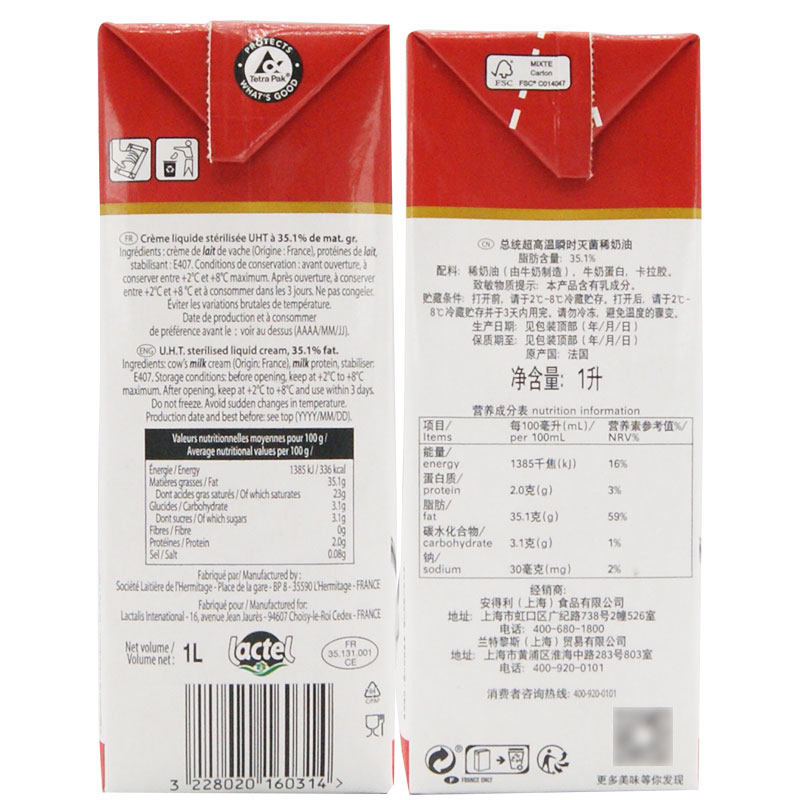 PROTECTS
Tetra Pak®
WHAT'S GOOD
FR Crème liquide stérilisée UHT à 35.1% de mat. gr.
Ingrédients : crème de lait de vache (Origine : France), protéines de lait,
stabilisant : E407. Conditions de conservation : avant ouverture, à
conserver entre +2°C et +8°C maximum. Après ouverture, à conserver
entre +2°C et +8 °C et à consommer dans les 3 jours. Ne pas congeler.
Éviter les variations brutales de température.
Date de production et à consommer
de préférence avant le : voir au dessus (AAAA/MM/JJ).
ENG U.H.T. sterilised liquid cream, 35.1% fat.
Ingredients: cow's milk cream (Origin: France), milk protein, stabiliser:
E407. Storage conditions: before opening, keep at +2°C to +8°C
maximum. After opening, keep at +2°C to +8°C and use within 3 days.
Do not freeze. Avoid sudden changes in temperature.
Production date and best before: see top (YYYY/MM/DD).
Valeurs nutritionnelles moyennes pour 100 g /
Average nutritional values per 100 g /
Énergie / Energy 1385 kJ / 336 kcal
Matières grasses / Fat 35.1g
Dont acides gras saturés / Of which saturates 23g
Glucides / Carbohydrate 3.1g
Dont sucres / Of which sugars 3.1g
Fibres / Fibre 0g
Protéines / Protein 2.0g
Sel / Salt 0.08g
Fabriqué par/ Manufactured by :
Société Laitière de l'Hermitage - Place de la gare - BP 8 - 35590 L'Hermitage - FRANCE
Fabriqué pour / Manufactured for:
Lactalis International - 16, avenue Jean Jaurès - 94607 Choisy-le-Roi Cedex - FRANCE
Net volume /
Volume net : 1L
lactel
FR
35.131.001
CE
84
C/PAP
3 228020 160314 >
MIXTE
Carton
FSC
FSC® C014047
CN 总统超高温瞬时灭菌稀奶油
脂肪含量: 35.1%
配料: 稀奶油（由牛奶制造），牛奶蛋白，卡拉胶。
致敏物质提示: 本产品含有乳成分。
贮藏条件: 打开前，请于2℃-8℃冷藏贮存。打开后，请于2℃-
8℃冷藏贮存并于3天内用完。请勿冷冻。避免温度的骤变。
生产日期: 见包装顶部（年/月/日）
保质期至: 见包装顶部（年/月/日）
原产国: 法国
净含量: 1升
营养成分表 nutrition information
项目/ 每100毫升(mL)/ 营养素参考值%/
Items per 100mL NRV%
能量/
energy 1385千焦(kJ) 16%
蛋白质/
protein 2.0克(g) 3%
脂肪/
fat 35.1克(g) 59%
碳水化合物/
carbohydrate 3.1克(g) 1%
钠/
sodium 30毫克(mg) 2%
经销商:
安得利（上海）食品有限公司
地址: 上海市虹口区广纪路738号2幢526室
电话: 400-680-1800
兰特黎斯（上海）贸易有限公司
地址: 上海市黄浦区淮海中路283号803室
电话: 400-920-0101
消费者咨询热线: 400-920-0101
F FRANCE ONLY
更多美味等你发现